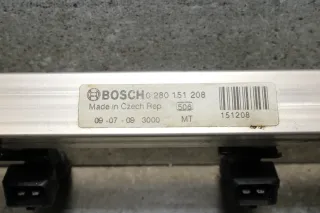 BOSCH 0 280 151 208
Made in Czech Rep. 506
09-07-09 3000 MT
151208